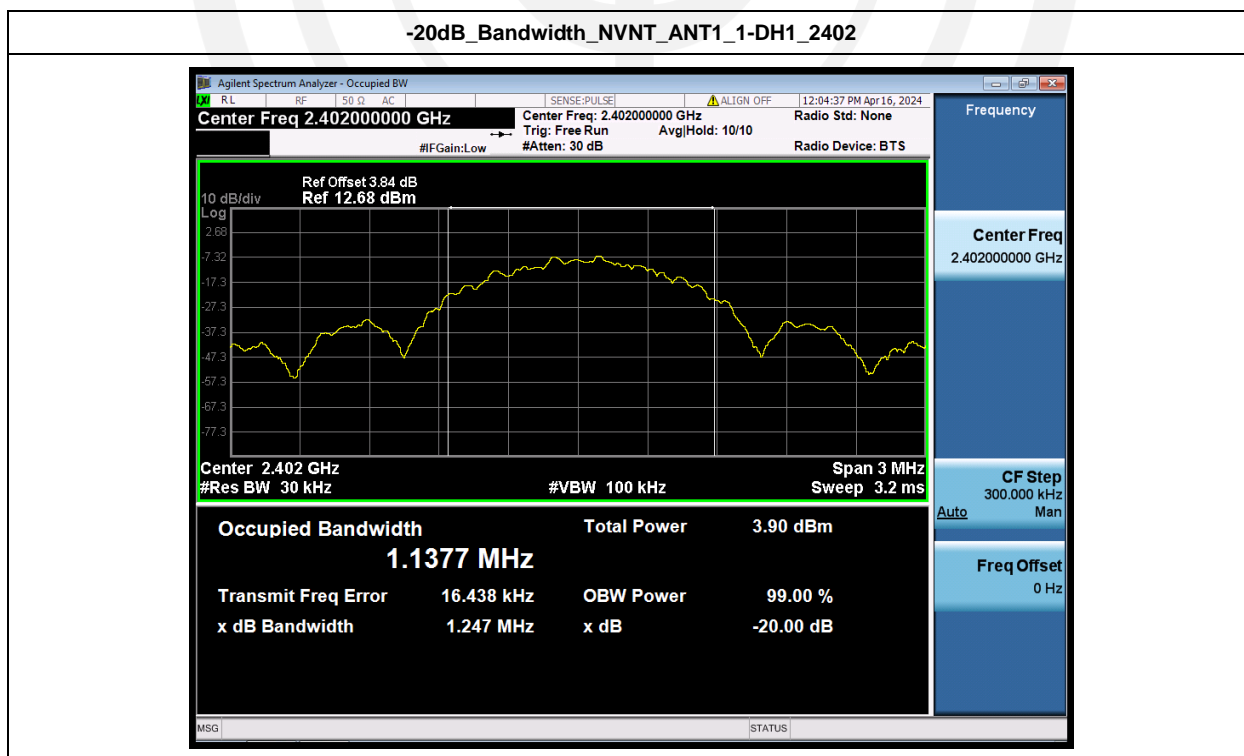 -20dB_Bandwidth_NVNT_ANT1_1-DH1_2402
Agilent Spectrum Analyzer - Occupied BW
LXI RL RF 50 Ω AC SENSE:PULSE ALIGN OFF 12:04:37 PM Apr 16, 2024
Center Freq 2.402000000 GHz Center Freq: 2.402000000 GHz Radio Std: None Frequency
Trig: Free Run Avg|Hold: 10/10
#IFGain:Low #Atten: 30 dB Radio Device: BTS
Ref Offset 3.84 dB
10 dB/div Ref 12.68 dBm
Log
2.68
-7.32
-17.3
-27.3
-37.3
-47.3
-57.3
-67.3
-77.3
Center Freq
2.402000000 GHz
Center 2.402 GHz Span 3 MHz
#Res BW 30 kHz #VBW 100 kHz Sweep 3.2 ms
CF Step
300.000 kHz
Auto Man
Occupied Bandwidth Total Power 3.90 dBm
1.1377 MHz
Freq Offset
0 Hz
Transmit Freq Error 16.438 kHz OBW Power 99.00 %
x dB Bandwidth 1.247 MHz x dB -20.00 dB
MSG STATUS